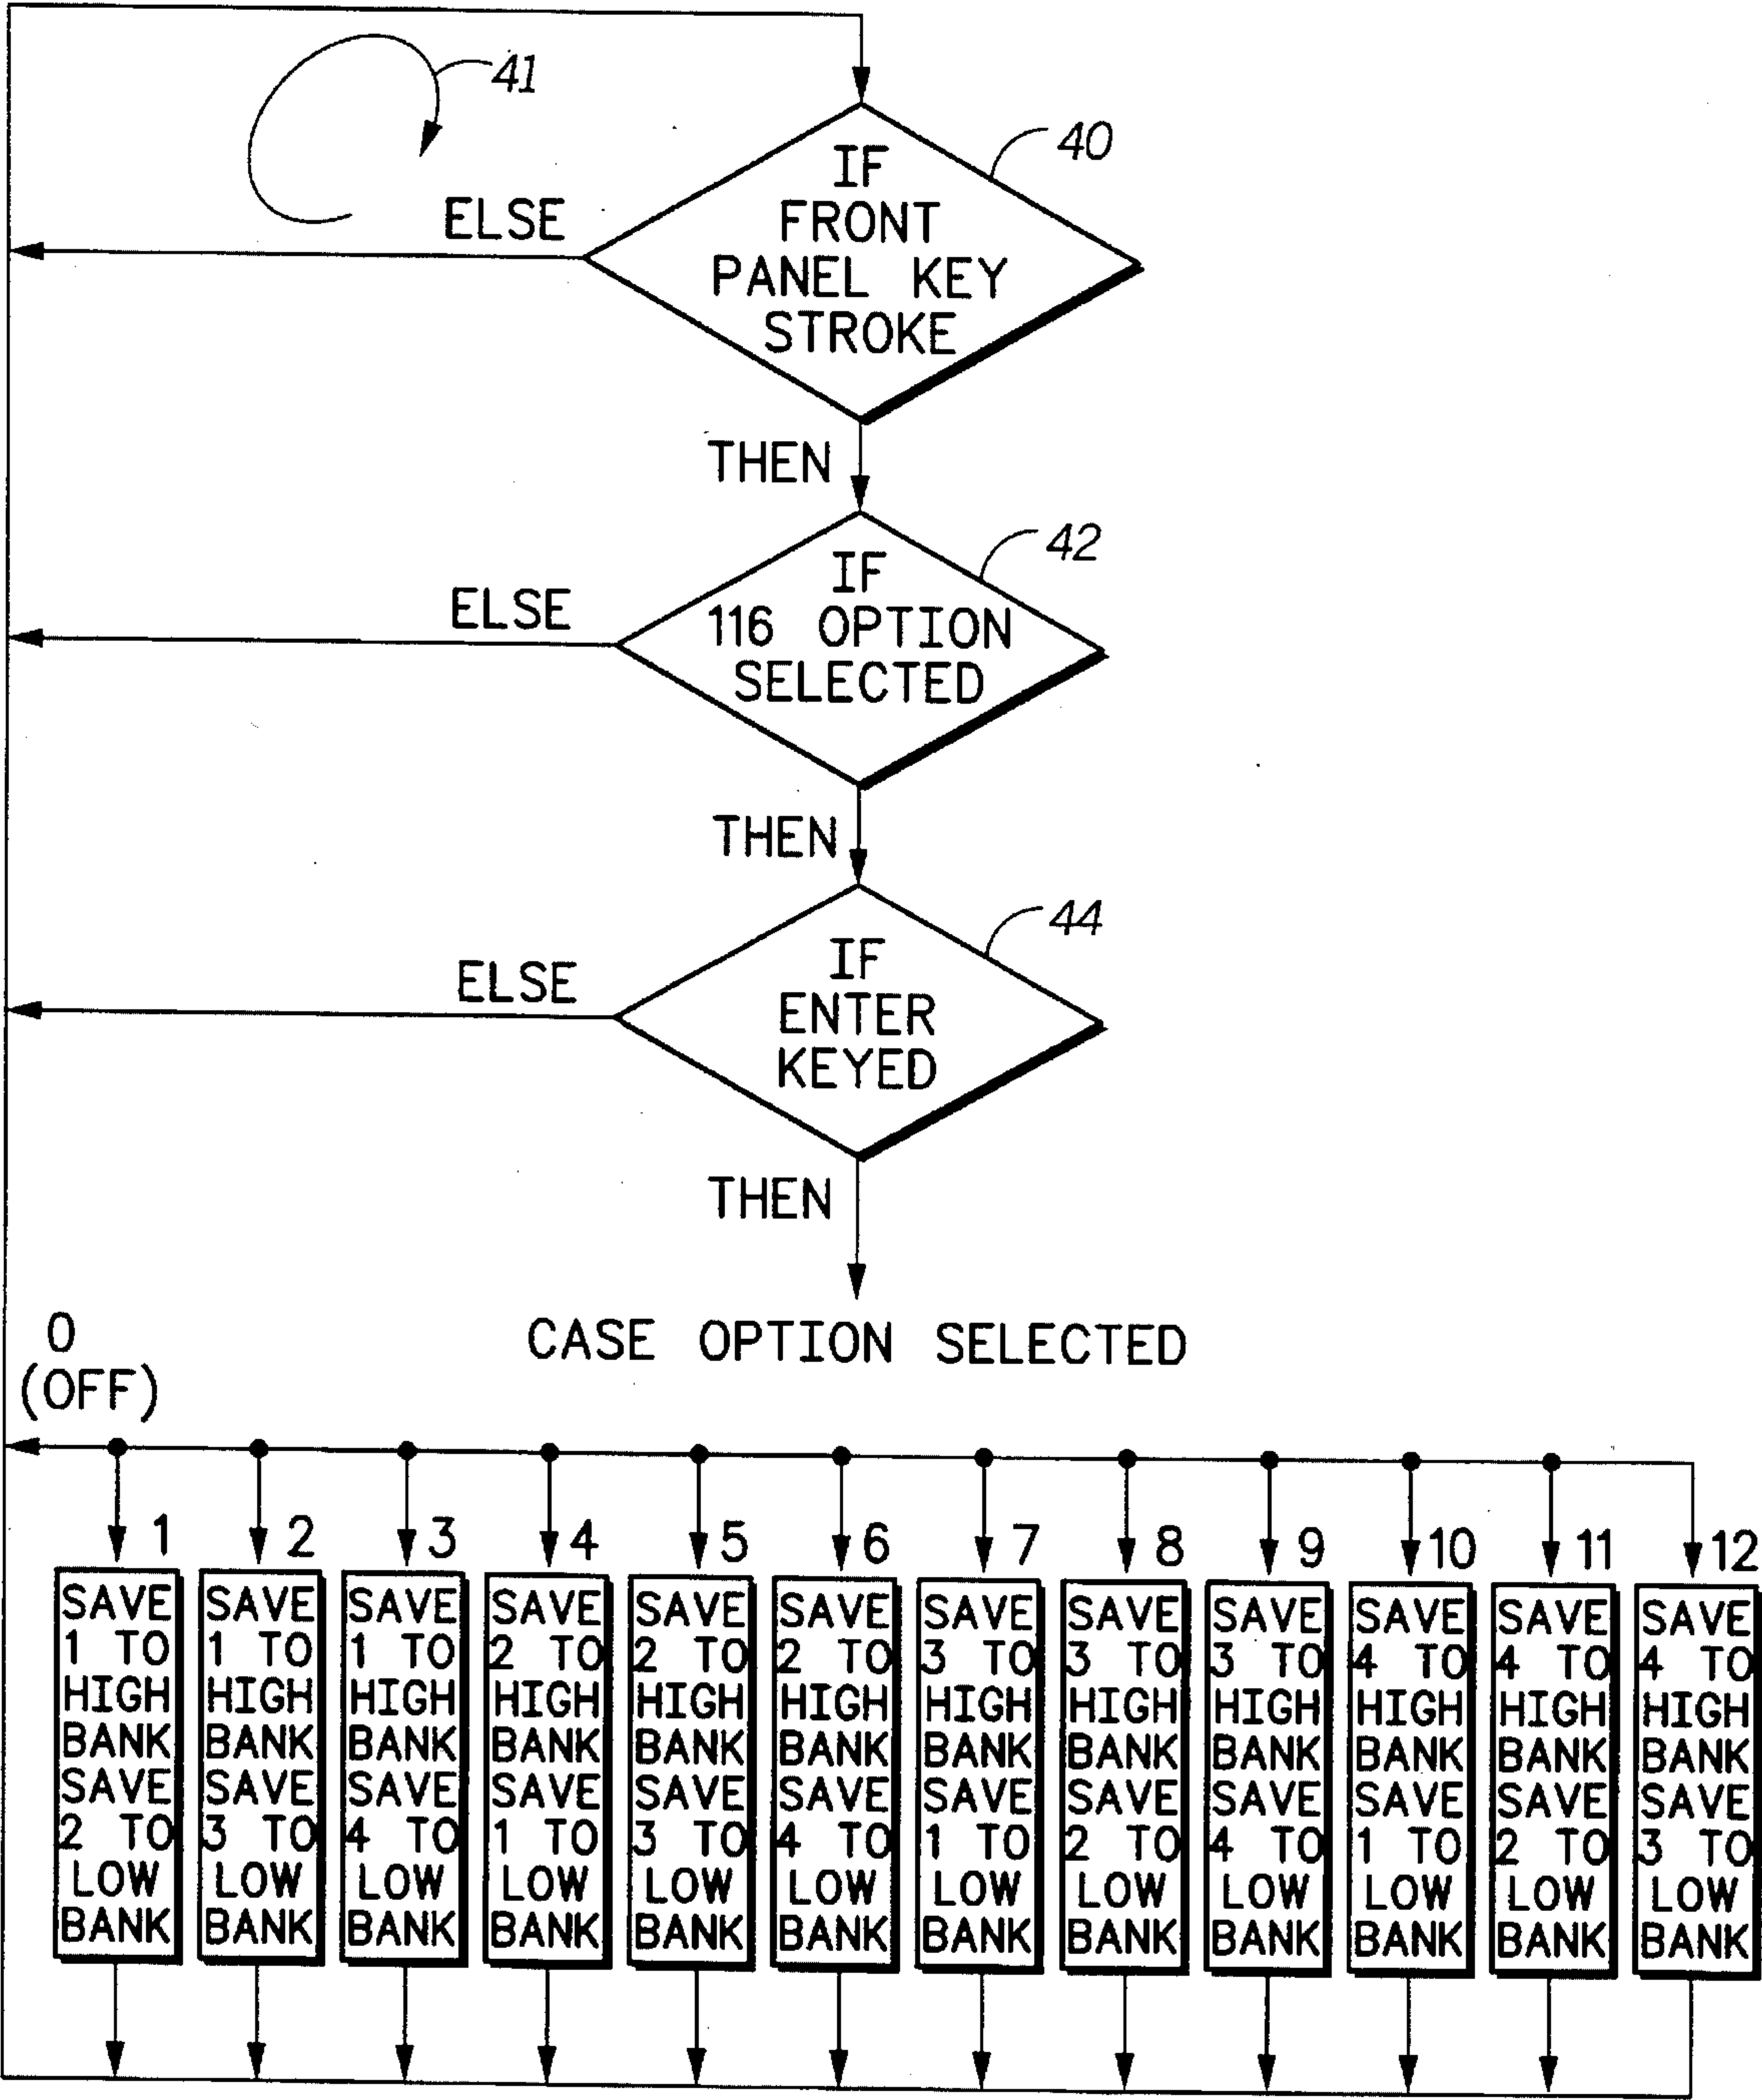 41
40
IF
FRONT
PANEL KEY
STROKE
ELSE
THEN
42
IF
116 OPTION
SELECTED
ELSE
THEN
44
IF
ENTER
KEYED
ELSE
THEN
CASE OPTION SELECTED
0
(OFF)
1
SAVE
1 TO
HIGH
BANK
SAVE
2 TO
LOW
BANK
2
SAVE
1 TO
HIGH
BANK
SAVE
3 TO
LOW
BANK
3
SAVE
1 TO
HIGH
BANK
SAVE
4 TO
LOW
BANK
4
SAVE
2 TO
HIGH
BANK
SAVE
1 TO
LOW
BANK
5
SAVE
2 TO
HIGH
BANK
SAVE
3 TO
LOW
BANK
6
SAVE
2 TO
HIGH
BANK
SAVE
4 TO
LOW
BANK
7
SAVE
3 TO
HIGH
BANK
SAVE
1 TO
LOW
BANK
8
SAVE
3 TO
HIGH
BANK
SAVE
2 TO
LOW
BANK
9
SAVE
3 TO
HIGH
BANK
SAVE
4 TO
LOW
BANK
10
SAVE
4 TO
HIGH
BANK
SAVE
1 TO
LOW
BANK
11
SAVE
4 TO
HIGH
BANK
SAVE
2 TO
LOW
BANK
12
SAVE
4 TO
HIGH
BANK
SAVE
3 TO
LOW
BANK